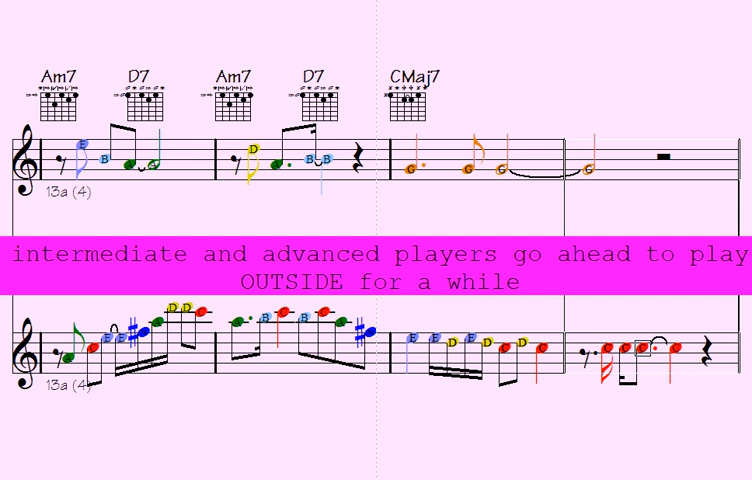 Am7 D7 Am7 D7 CMaj7
E B A A D A B B G G G G
13a (4)
intermediate and advanced players go ahead to play
OUTSIDE for a while
13a (4)